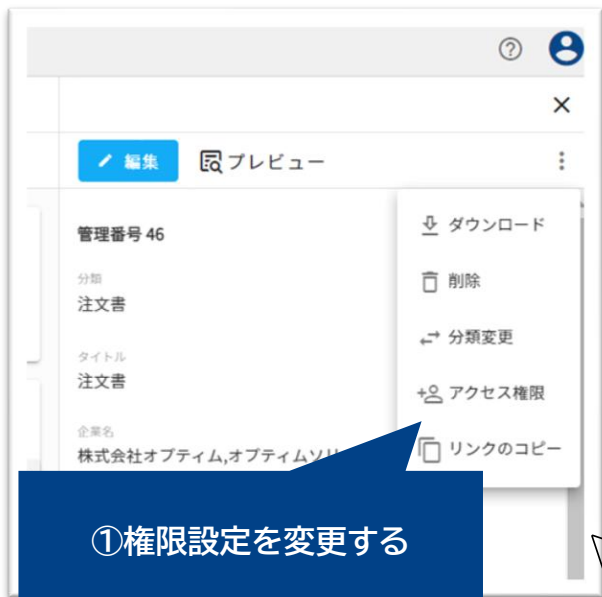 編集 プレビュー
ダウンロード
管理番号 46
削除
分類
注文書
分類変更
タイトル
注文書
アクセス権限
企業名
株式会社オプティム,オプティムソリ
リンクのコピー
①権限設定を変更する